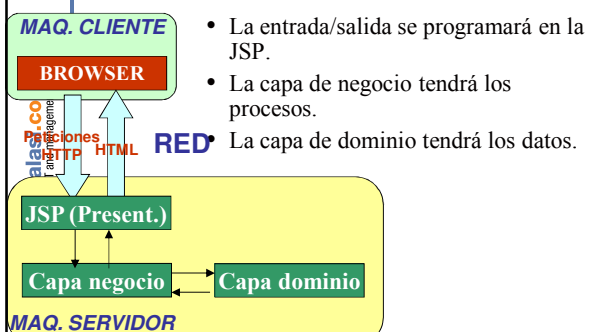 MAQ. CLIENTE
BROWSER
• La entrada/salida se programará en la
JSP.
• La capa de negocio tendrá los
procesos.
• La capa de dominio tendrá los datos.
Peticiones
HTTP
HTML
RED
JSP (Present.)
Capa negocio
Capa dominio
MAQ. SERVIDOR